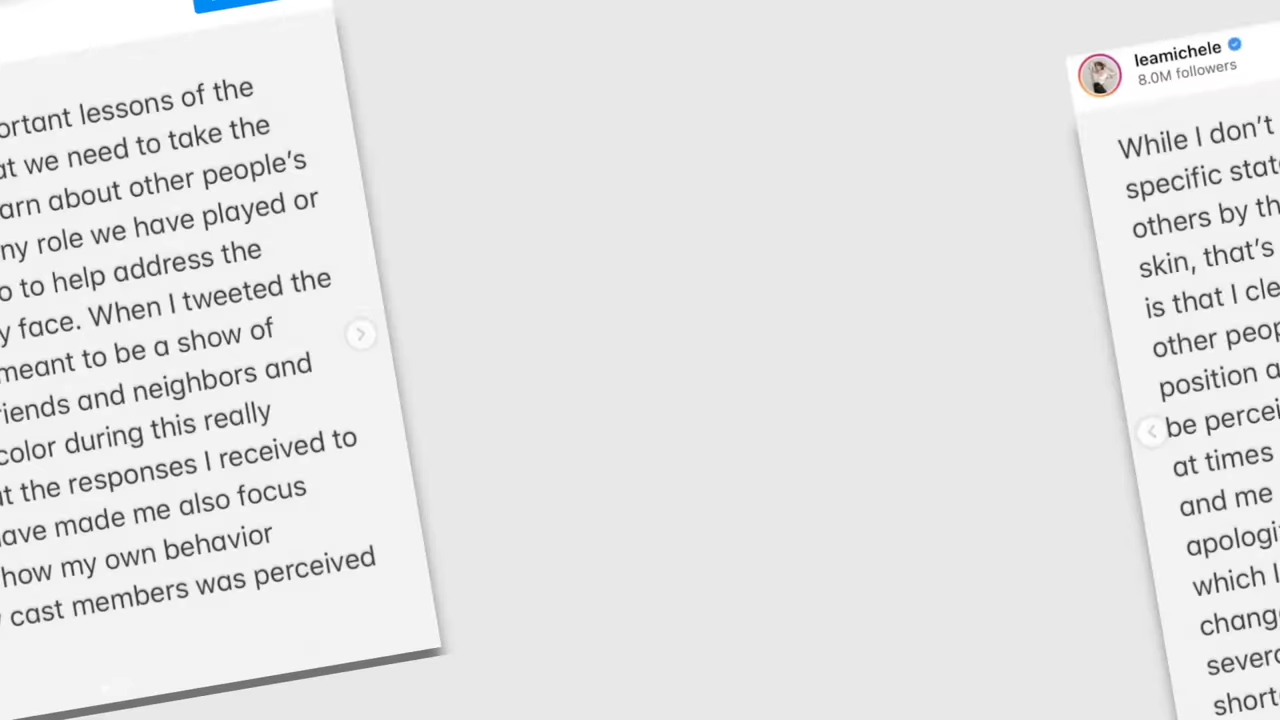 ortant lessons of the
at we need to take the
arn about other people's
ny role we have played or
o to help address the
y face. When I tweeted the
meant to be a show of
riends and neighbors and
color during this really
t the responses I received to
ave made me also focus
how my own behavior
cast members was perceived
leamichele
8.0M followers
While I don't
specific stat
others by th
skin, that's
is that I cle
other peop
position a
be percei
at times
and me
apologi
which I
chang
severa
short